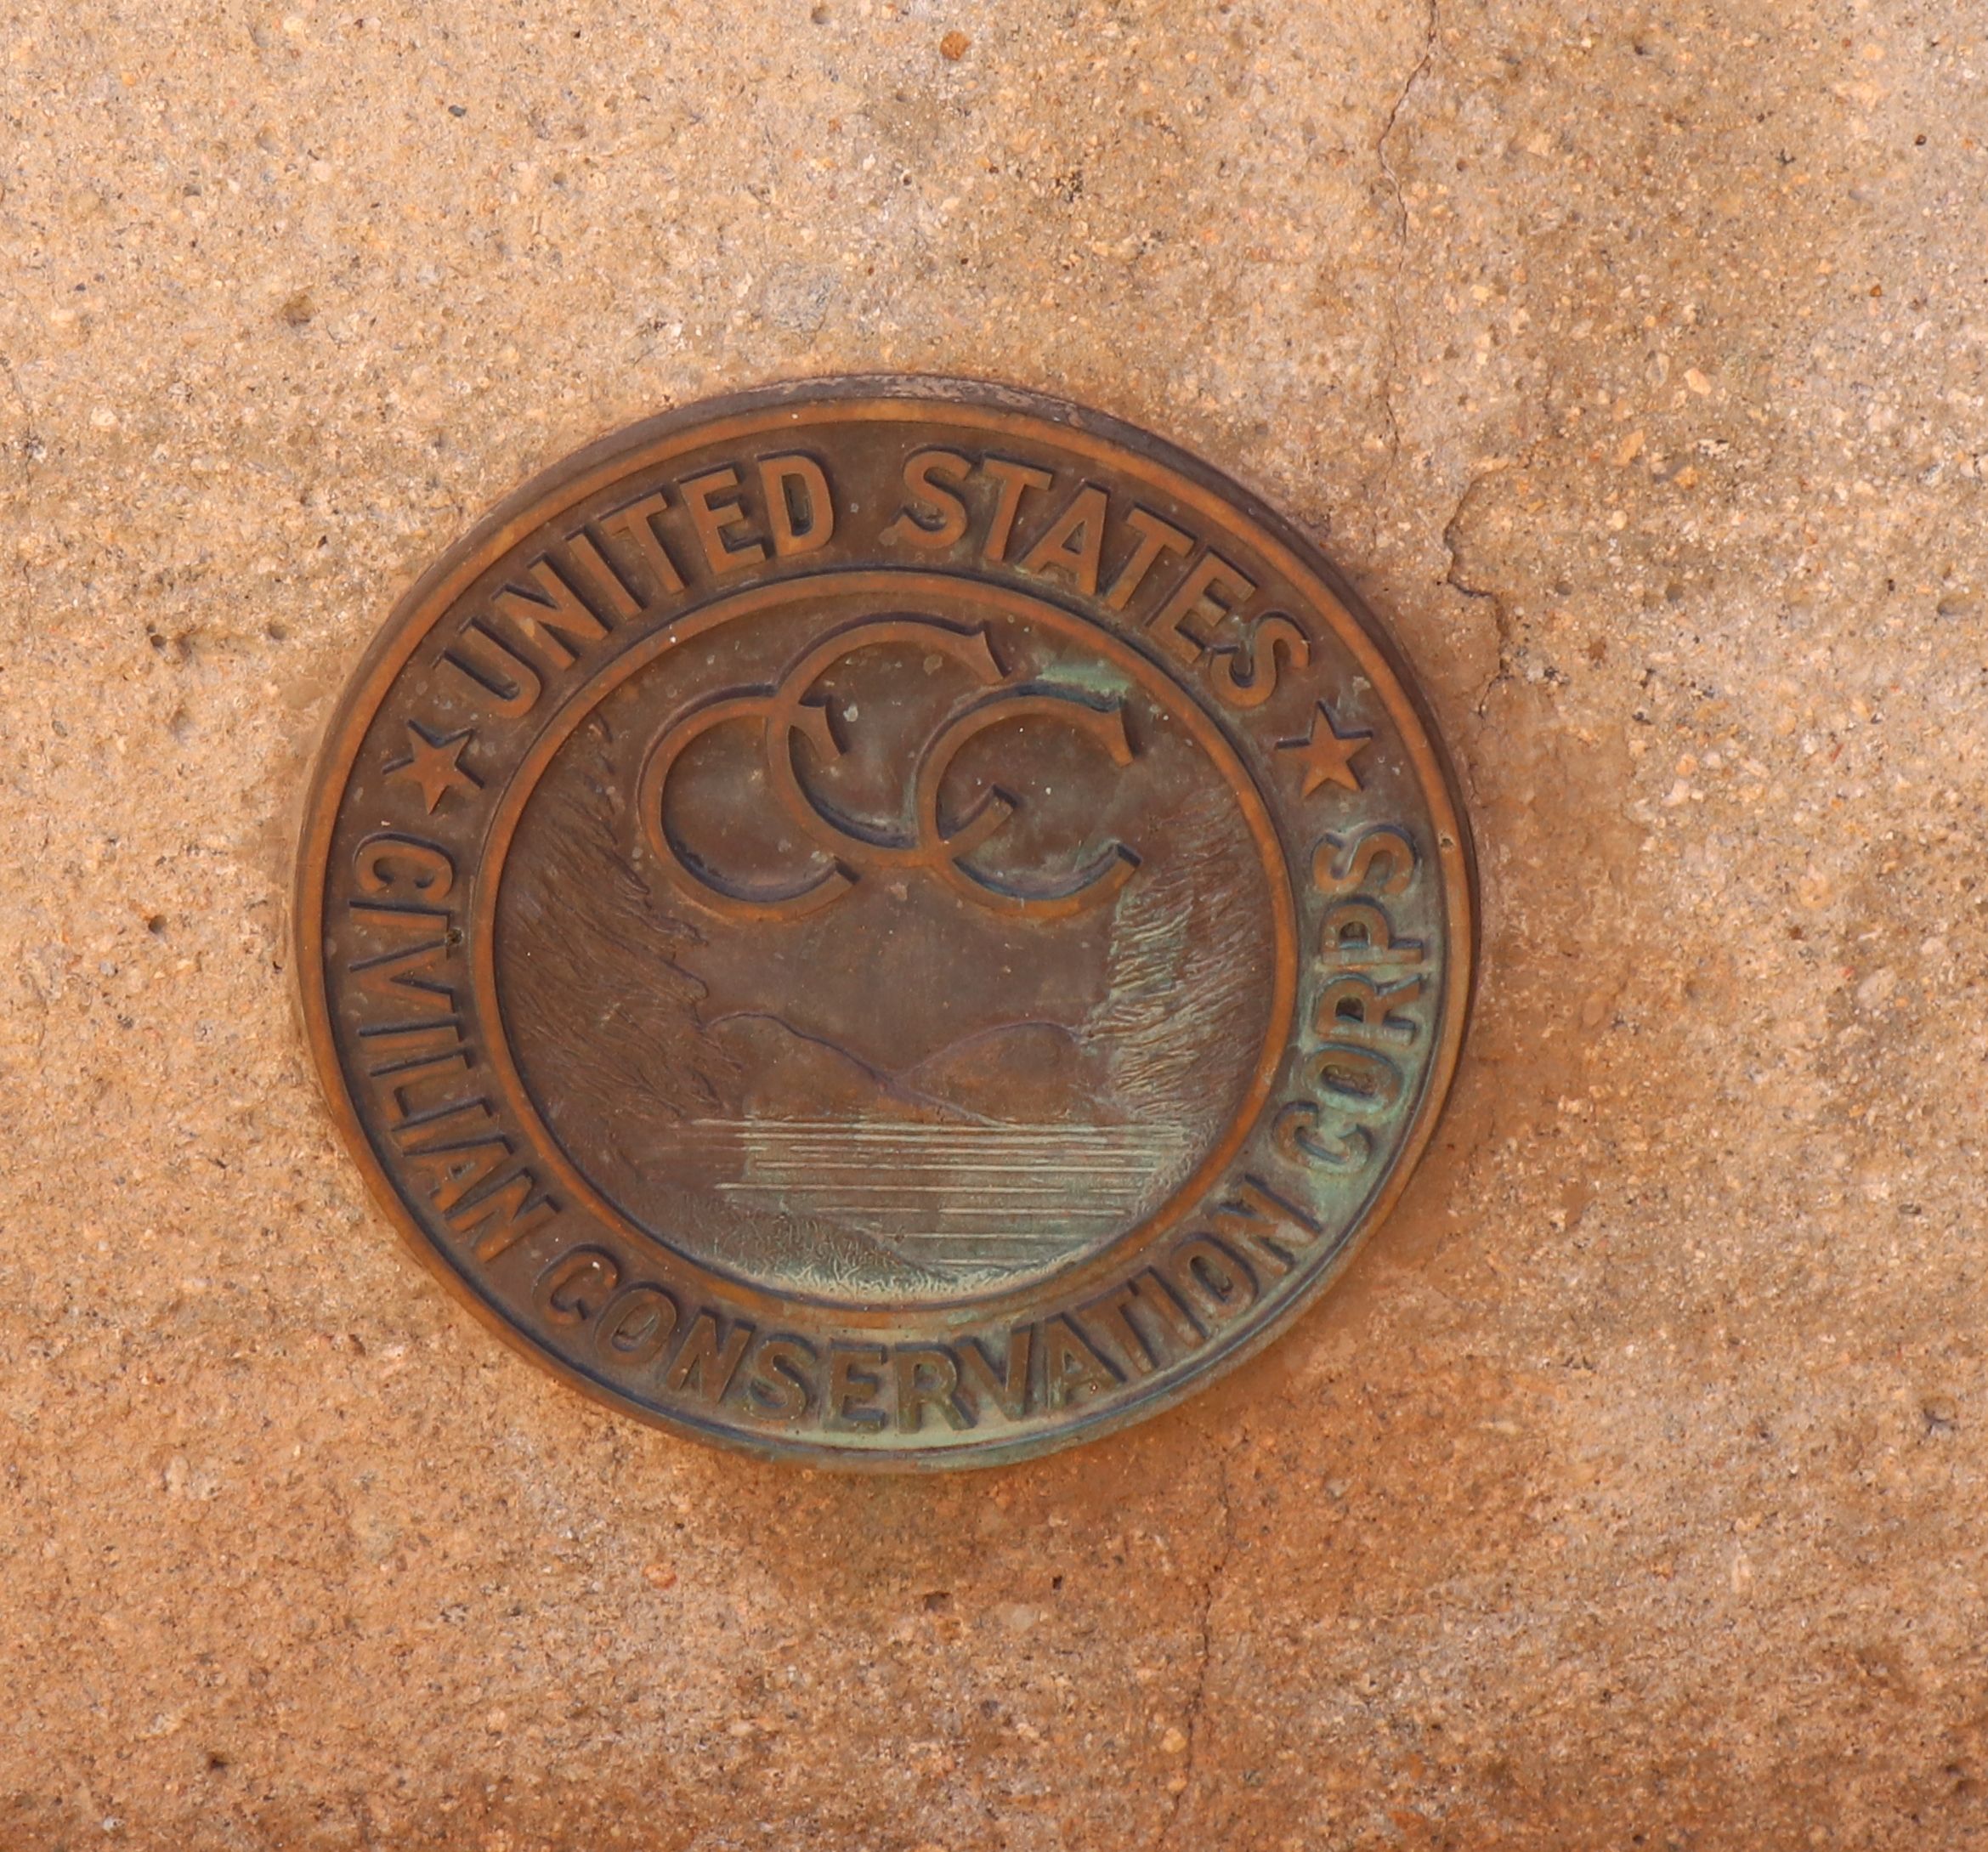 UNITED STATES
CCC
CIVILIAN CONSERVATION CORPS